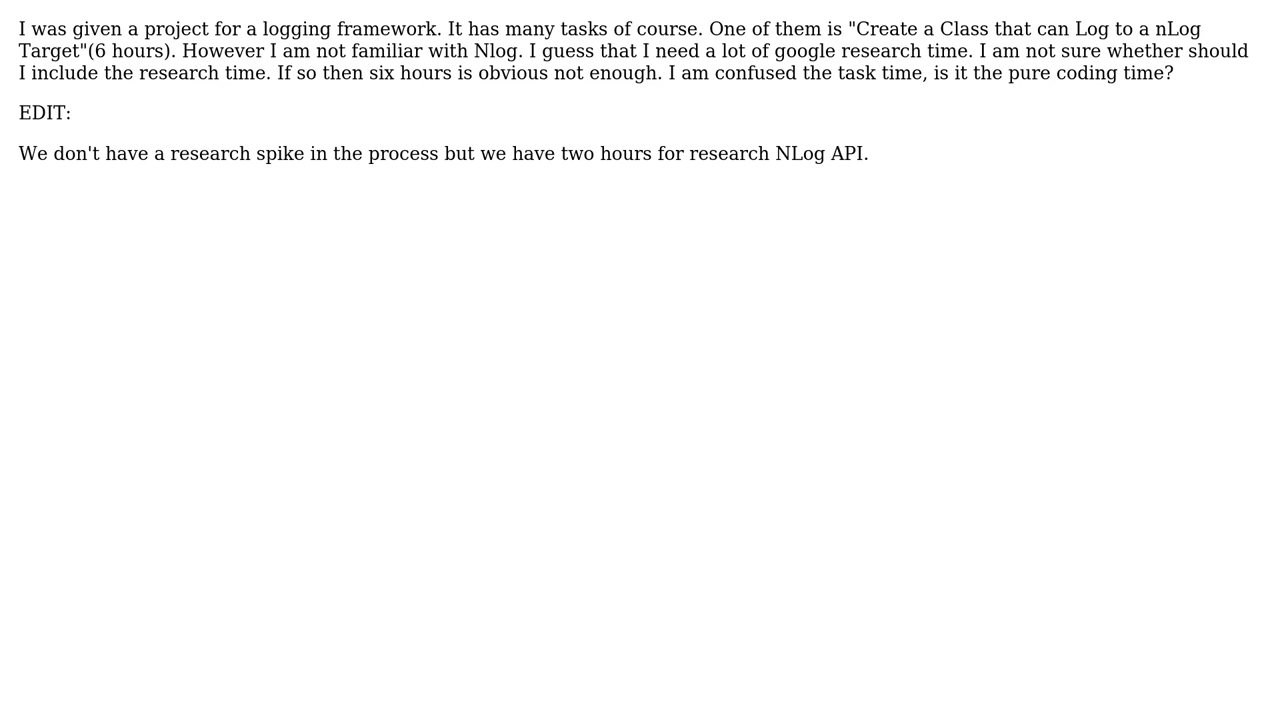 I was given a project for a logging framework. It has many tasks of course. One of them is "Create a Class that can Log to a nLog
Target"(6 hours). However I am not familiar with Nlog. I guess that I need a lot of google research time. I am not sure whether should
I include the research time. If so then six hours is obvious not enough. I am confused the task time, is it the pure coding time?
EDIT:
We don't have a research spike in the process but we have two hours for research NLog API.